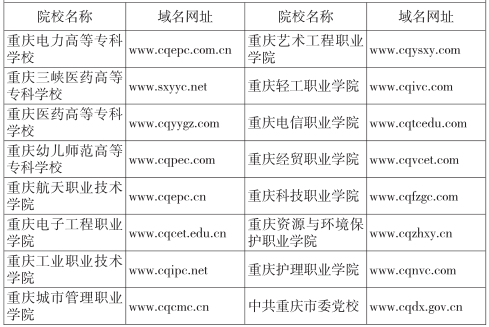 院校名称 域名网址 院校名称 域名网址
重庆电力高等专科学校 www.cqepc.com.cn 重庆艺术工程职业学院 www.cqysxy.com
重庆三峡医药高等专科学校 www.sxyyc.net 重庆轻工职业学院 www.cqivc.com
重庆医药高等专科学校 www.cqyygz.com 重庆电信职业学院 www.cqtcedu.com
重庆幼儿师范高等专科学校 www.cqpec.com 重庆经贸职业学院 www.cqvcet.com
重庆航天职业技术学院 www.cqepc.cn 重庆科技职业学院 www.cqfzgc.com
重庆电子工程职业学院 www.cqcet.edu.cn 重庆资源与环境保护职业学院 www.cqzhxy.cn
重庆工业职业技术学院 www.cqipc.net 重庆护理职业学院 www.cqnvc.com
重庆城市管理职业学院 www.cqcmc.cn 中共重庆市委党校 www.cqdx.gov.cn